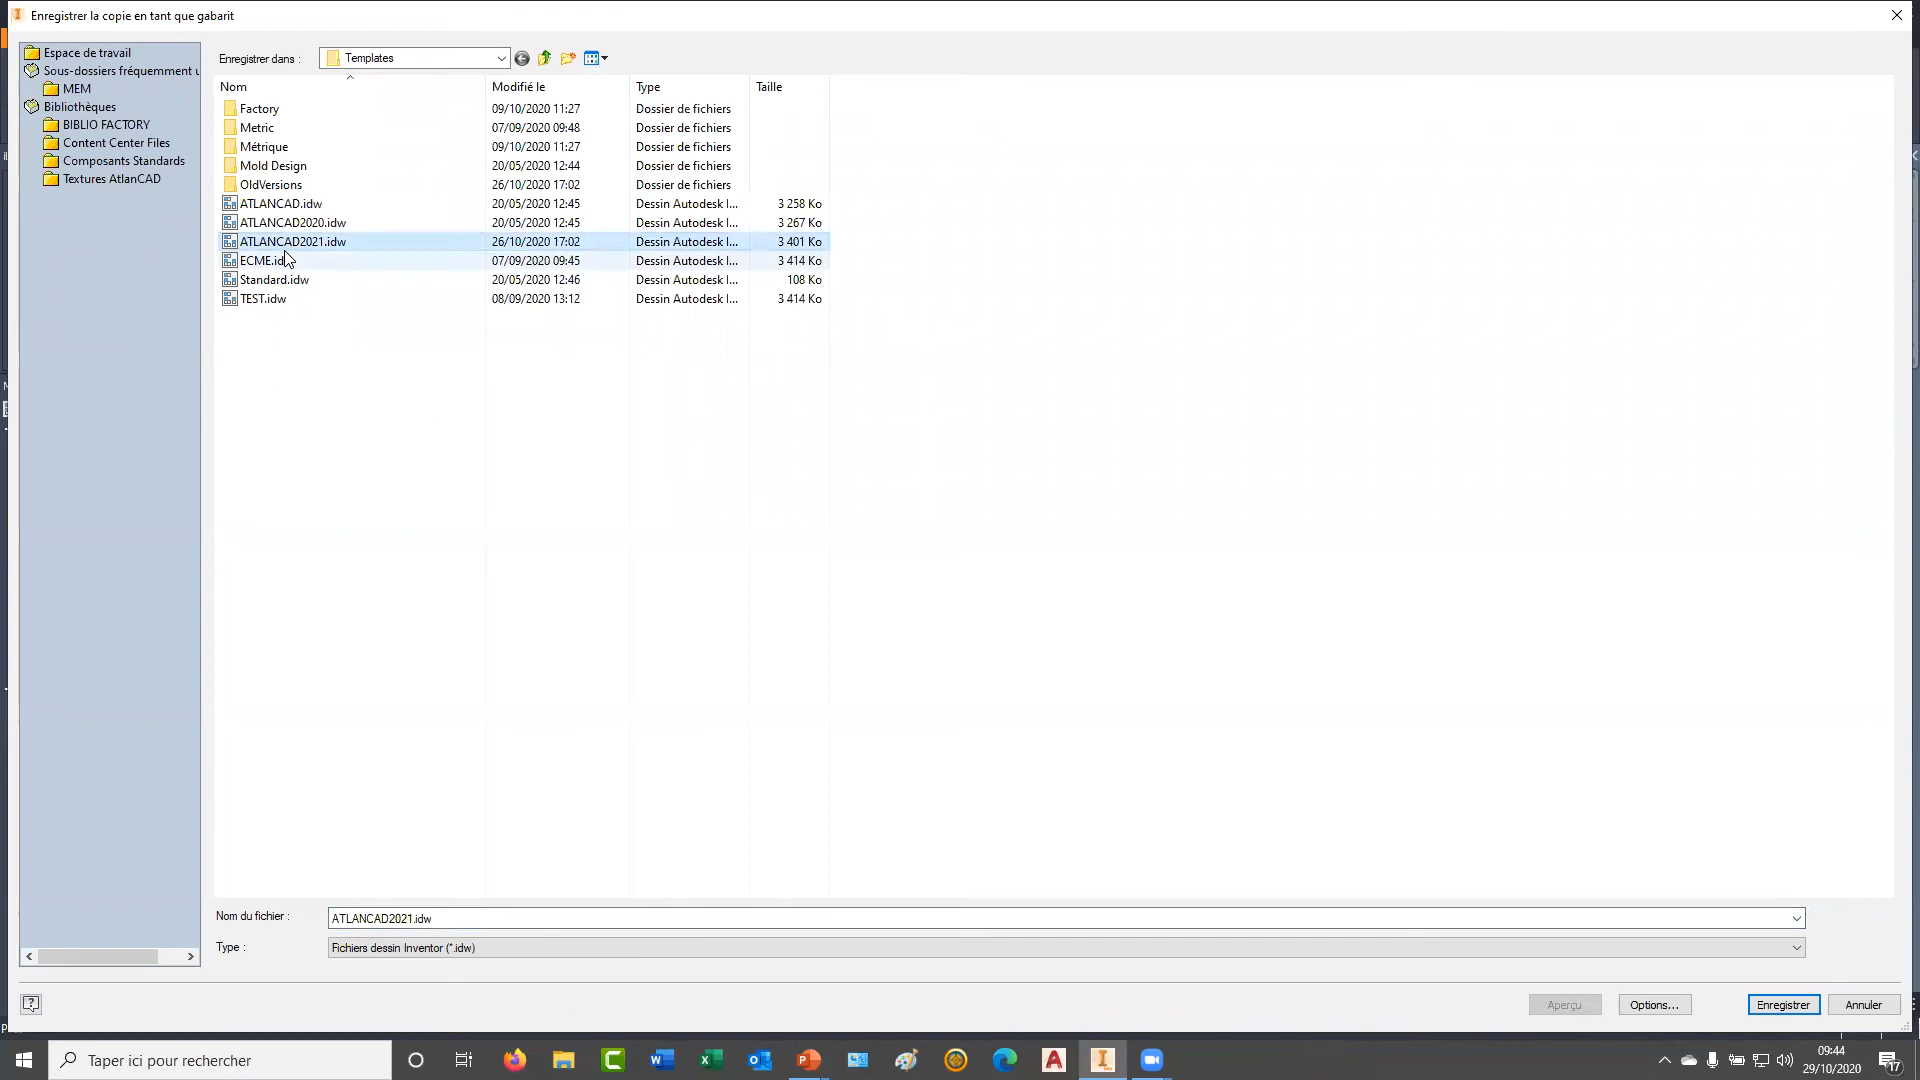 Enregistrer la copie en tant que gabarit
Espace de travail
Sous-dossiers fréquemment u
MEM
Bibliothèques
BIBLIO FACTORY
Content Center Files
Composants Standards
Textures AtlanCAD
Enregistrer dans :
Templates
Nom Modifié le Type Taille
Factory 09/10/2020 11:27 Dossier de fichiers
Metric 07/09/2020 09:48 Dossier de fichiers
Métrique 09/10/2020 11:27 Dossier de fichiers
Mold Design 20/05/2020 12:44 Dossier de fichiers
OldVersions 26/10/2020 17:02 Dossier de fichiers
ATLANCAD.idw 20/05/2020 12:45 Dessin Autodesk I... 3 258 Ko
ATLANCAD2020.idw 20/05/2020 12:45 Dessin Autodesk I... 3 267 Ko
ATLANCAD2021.idw 26/10/2020 17:02 Dessin Autodesk I... 3 401 Ko
ECME.id 07/09/2020 09:45 Dessin Autodesk I... 3 414 Ko
Standard.idw 20/05/2020 12:46 Dessin Autodesk I... 108 Ko
TEST.idw 08/09/2020 13:12 Dessin Autodesk I... 3 414 Ko
Nom du fichier : ATLANCAD2021.idw
Type : Fichiers dessin Inventor (*.idw)
Aperçu Options... Enregistrer Annuler
Taper ici pour rechercher
09:44
29/10/2020
17